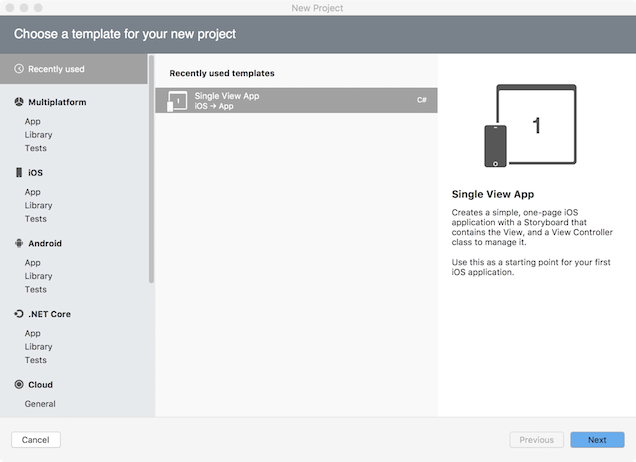 New Project
Choose a template for your new project
Recently used
Multiplatform
App
Library
Tests
iOS
App
Library
Tests
Android
App
Library
Tests
.NET Core
App
Library
Tests
Cloud
General
Recently used templates
1
Single View App
iOS → App
C#
1
Single View App
Creates a simple, one-page iOS
application with a Storyboard that
contains the View, and a View Controller
class to manage it.
Use this as a starting point for your first
iOS application.
Cancel
Previous
Next